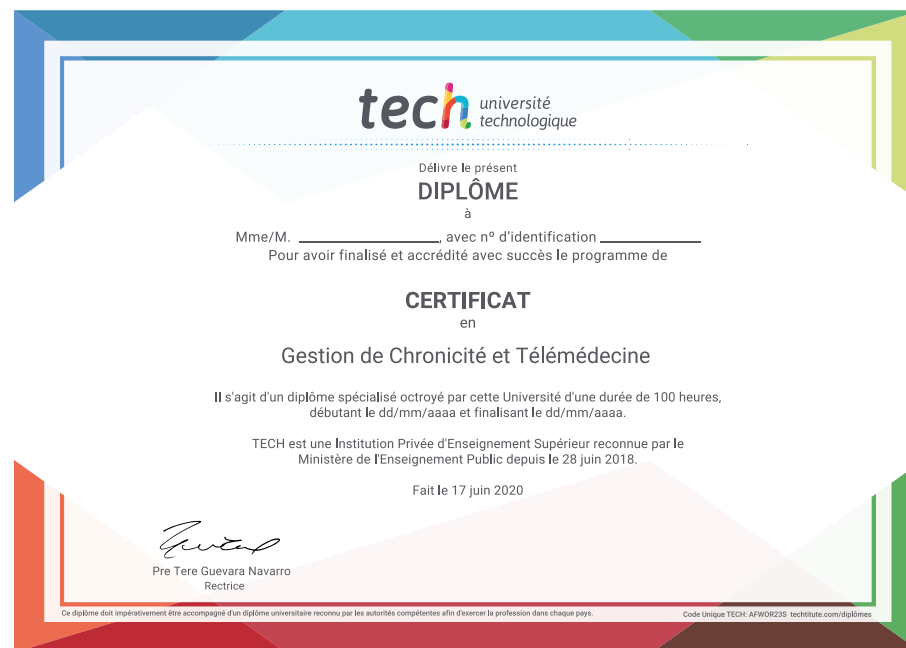 tech université
technologique
Délivre le présent
DIPLÔME
à
Mme/M. ____________________, avec nº d'identification ______________
Pour avoir finalisé et accrédité avec succès le programme de
CERTIFICAT
en
Gestion de Chronicité et Télémédecine
Il s'agit d'un diplôme spécialisé octroyé par cette Université d'une durée de 100 heures,
débutant le dd/mm/aaaa et finalisant le dd/mm/aaaa.
TECH est une Institution Privée d'Enseignement Supérieur reconnue par le
Ministère de l'Enseignement Public depuis le 28 juin 2018.
Fait le 17 juin 2020
Pre Tere Guevara Navarro
Rectrice
Ce diplôme doit impérativement être accompagné d'un diplôme universitaire reconnu par les autorités compétentes afin d'exercer la profession dans chaque pays.
Code Unique TECH: AFWOR23S techtitute.com/diplômes